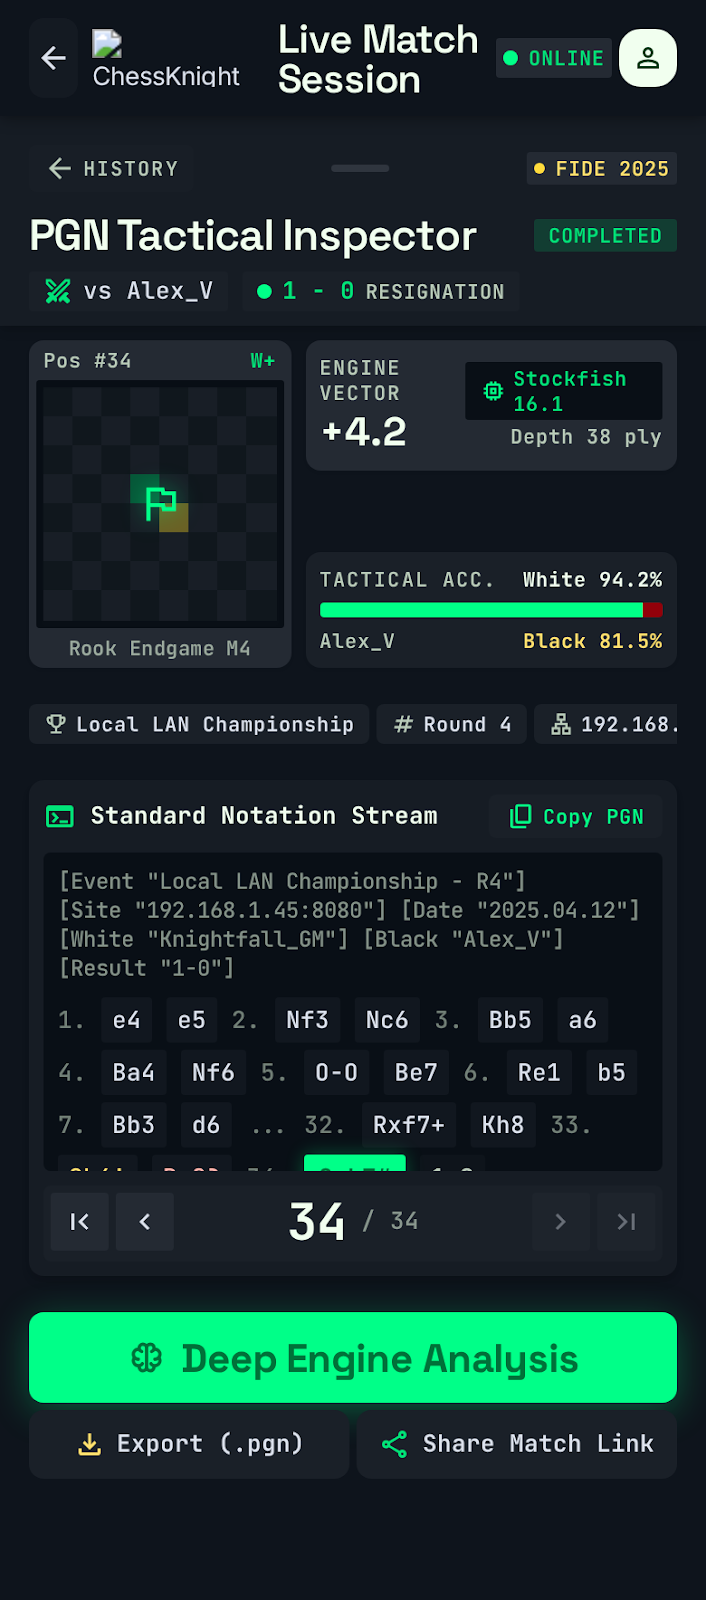 ChessKnight
Live Match
Session
ONLINE
HISTORY
FIDE 2025
PGN Tactical Inspector
COMPLETED
vs Alex_V
1 - 0 RESIGNATION
Pos #34
W+
Rook Endgame M4
ENGINE
VECTOR
+4.2
Stockfish
16.1
Depth 38 ply
TACTICAL ACC.
White 94.2%
Alex_V
Black 81.5%
Local LAN Championship
# Round 4
192.168.
Standard Notation Stream
Copy PGN
[Event "Local LAN Championship - R4"]
[Site "192.168.1.45:8080"] [Date "2025.04.12"]
[White "Knightfall_GM"] [Black "Alex_V"]
[Result "1-0"]
1. e4 e5 2. Nf3 Nc6 3. Bb5 a6
4. Ba4 Nf6 5. O-O Be7 6. Re1 b5
7. Bb3 d6 ... 32. Rxf7+ Kh8 33.
34 / 34
Deep Engine Analysis
Export (.pgn)
Share Match Link